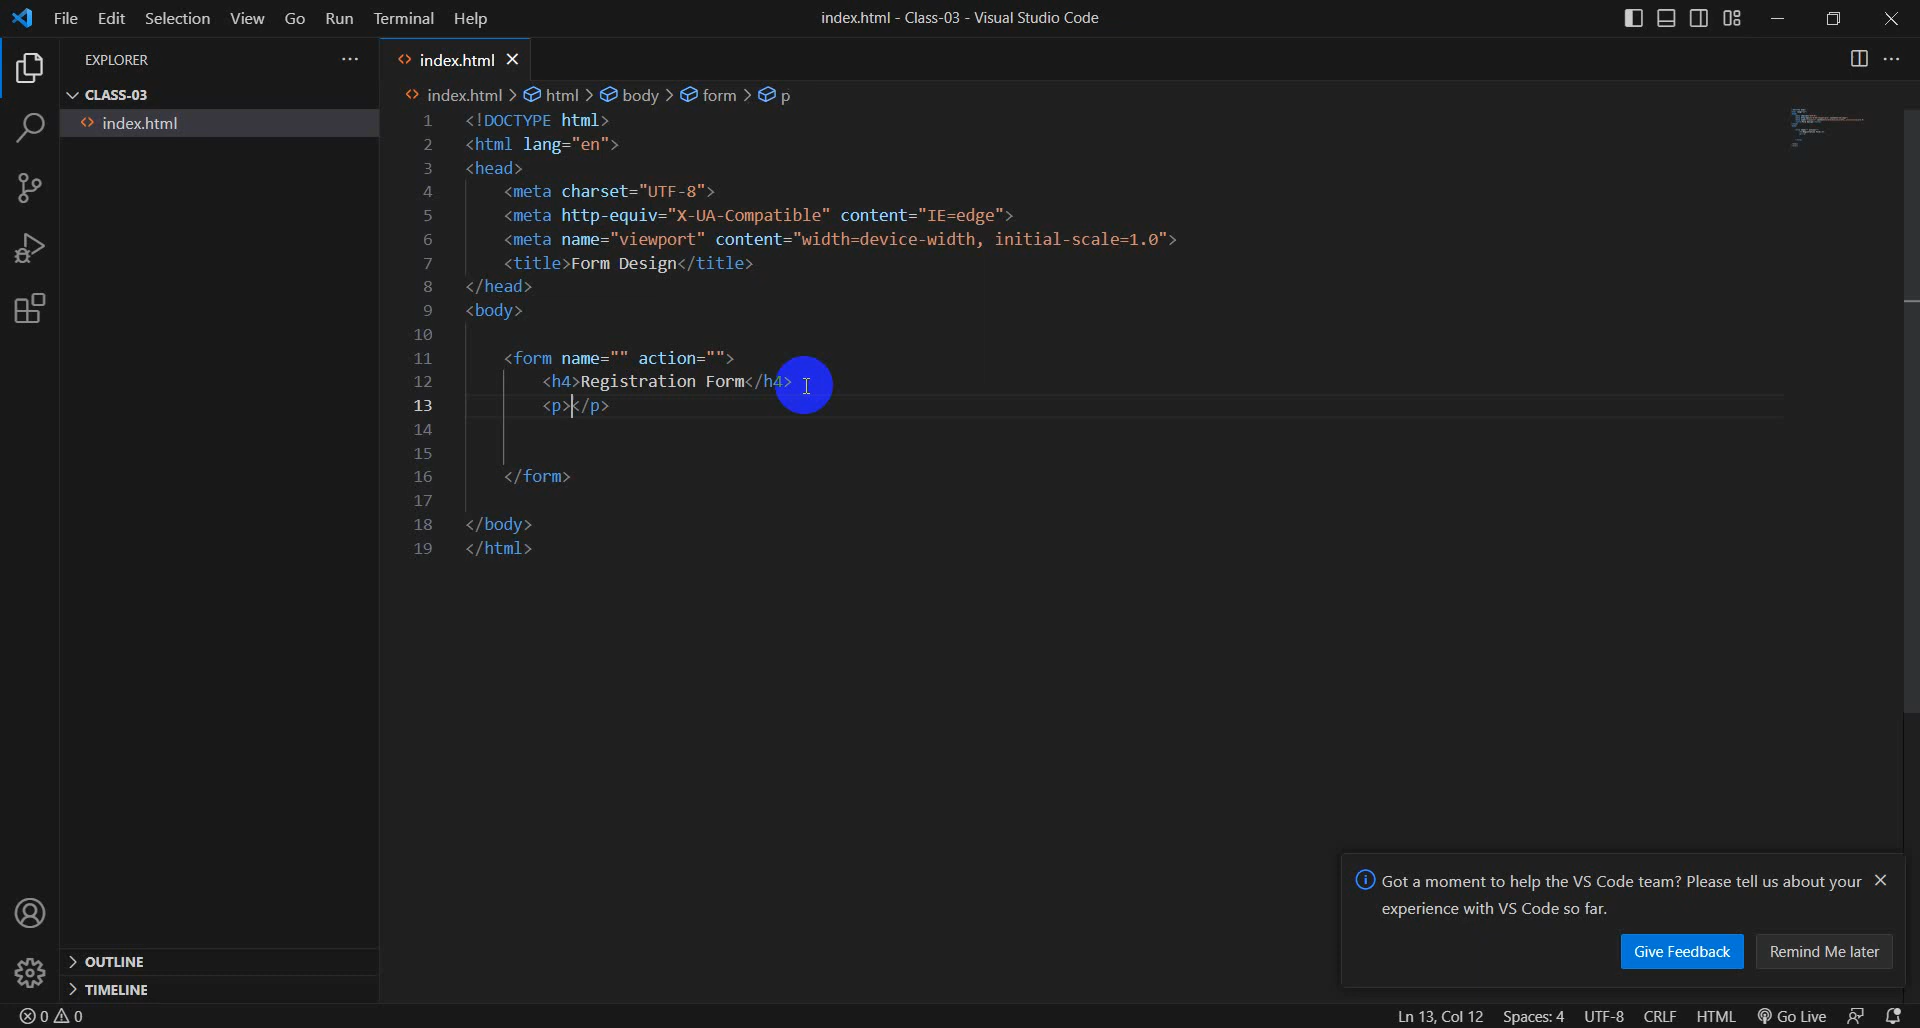 File Edit Selection View Go Run Terminal Help
index.html - Class-03 - Visual Studio Code
EXPLORER
index.html
CLASS-03
index.html
index.html > html > body > form > p
1 <!DOCTYPE html>
2 <html lang="en">
3 <head>
4 <meta charset="UTF-8">
5 <meta http-equiv="X-UA-Compatible" content="IE=edge">
6 <meta name="viewport" content="width=device-width, initial-scale=1.0">
7 <title>Form Design</title>
8 </head>
9 <body>
10
11 <form name="" action="">
12 <h4>Registration Form</h4>
13 <p></p>
14
15
16 </form>
17
18 </body>
19 </html>
Got a moment to help the VS Code team? Please tell us about your
experience with VS Code so far.
Give Feedback Remind Me later
OUTLINE
TIMELINE
0 0
Ln 13, Col 12 Spaces: 4 UTF-8 CRLF HTML Go Live